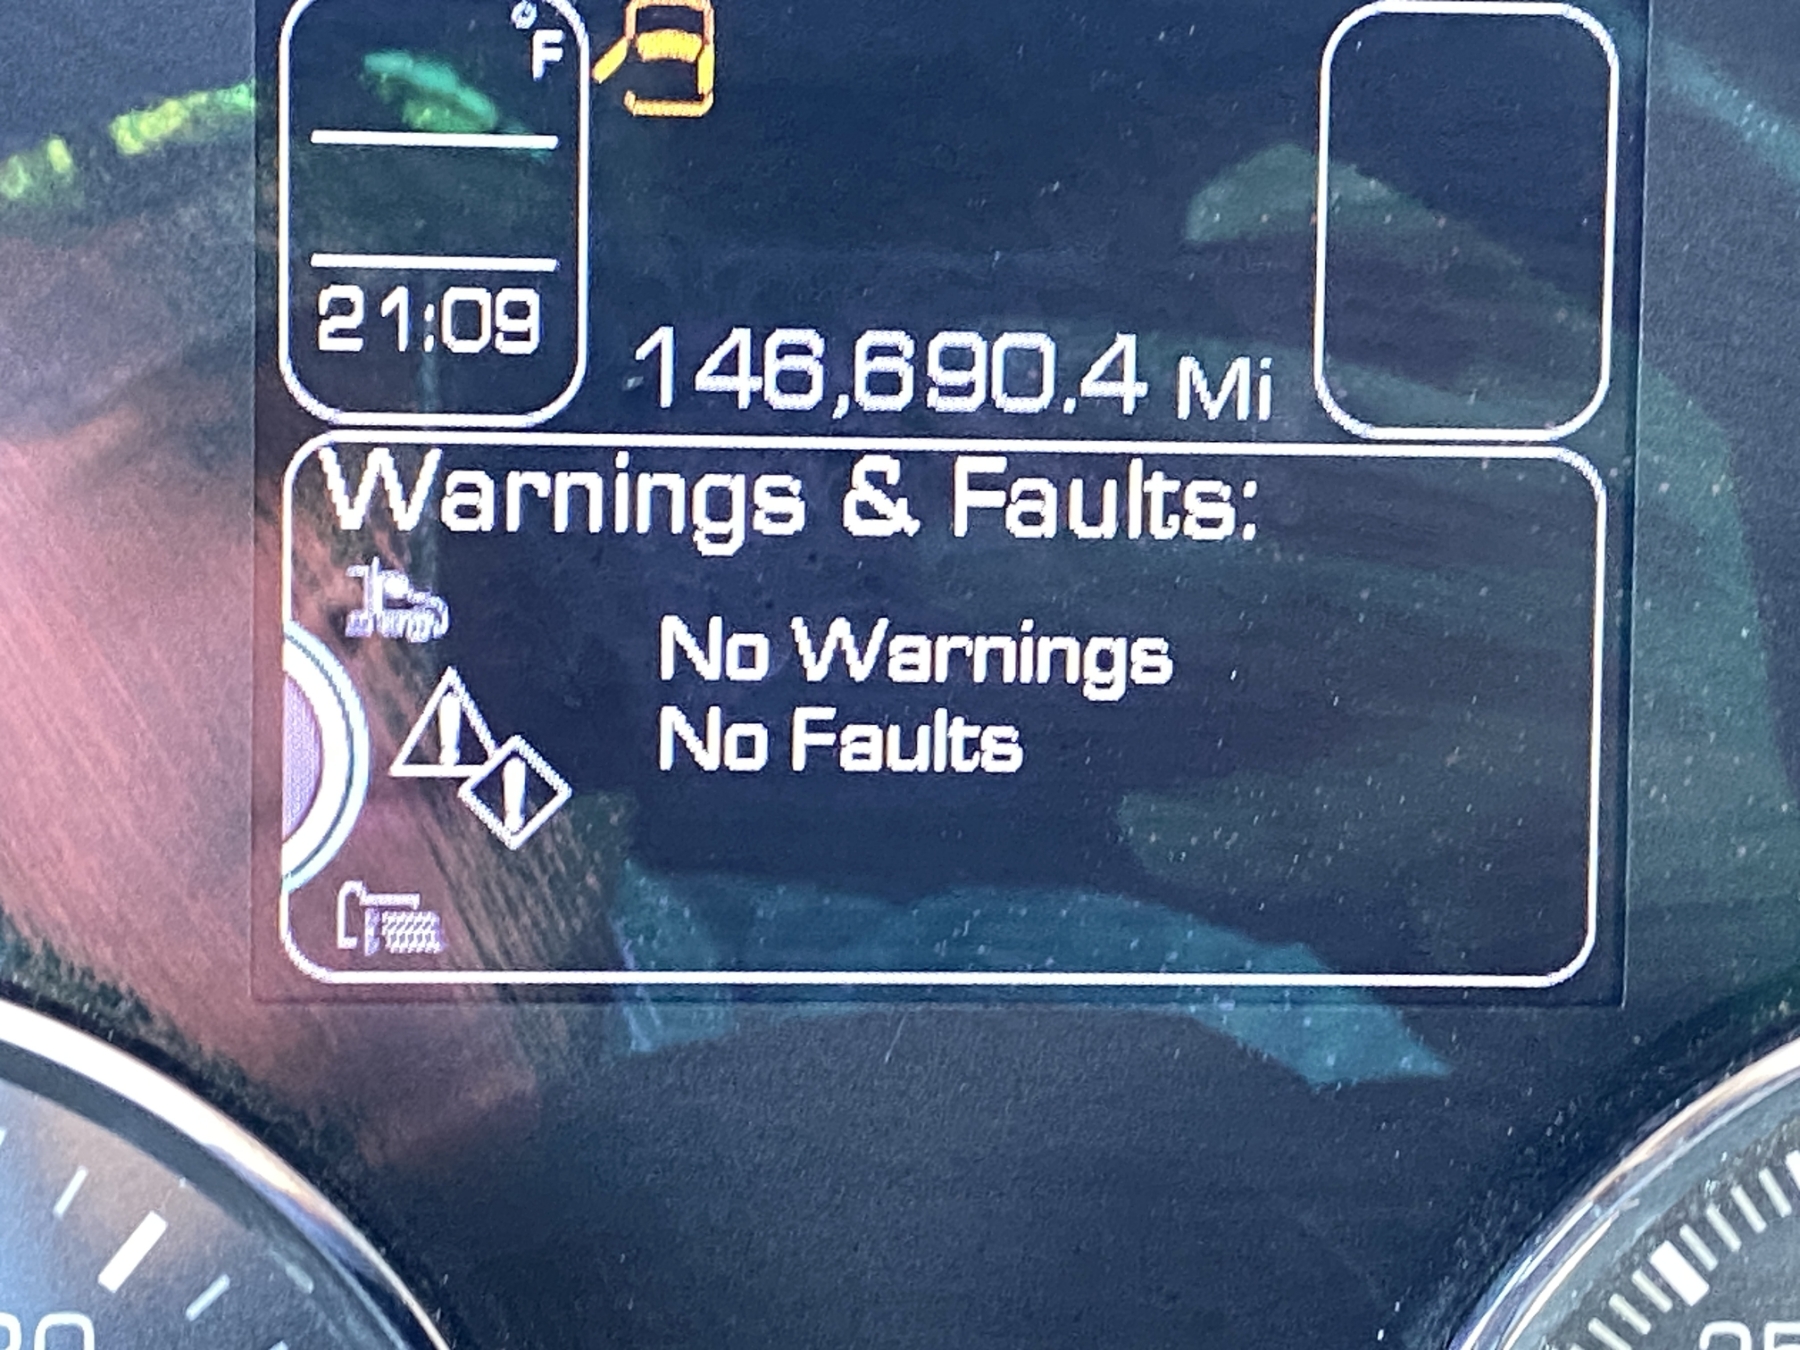 °F
21:09
146,690.4 Mi
Warnings & Faults:
No Warnings
No Faults